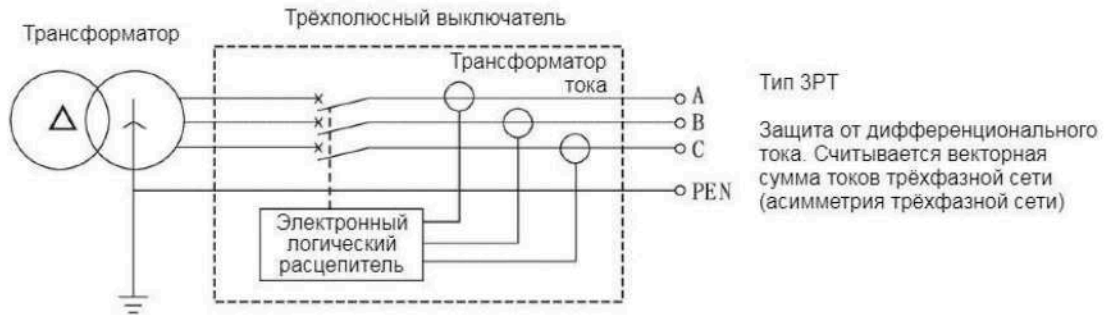 Трёхполюсный выключатель
Трансформатор
Трансформатор
тока
A
B
C
PEN
Электронный
логический
расцепитель
Тип 3РТ
Защита от дифференционального
тока. Считывается векторная
сумма токов трёхфазной сети
(асимметрия трёхфазной сети)